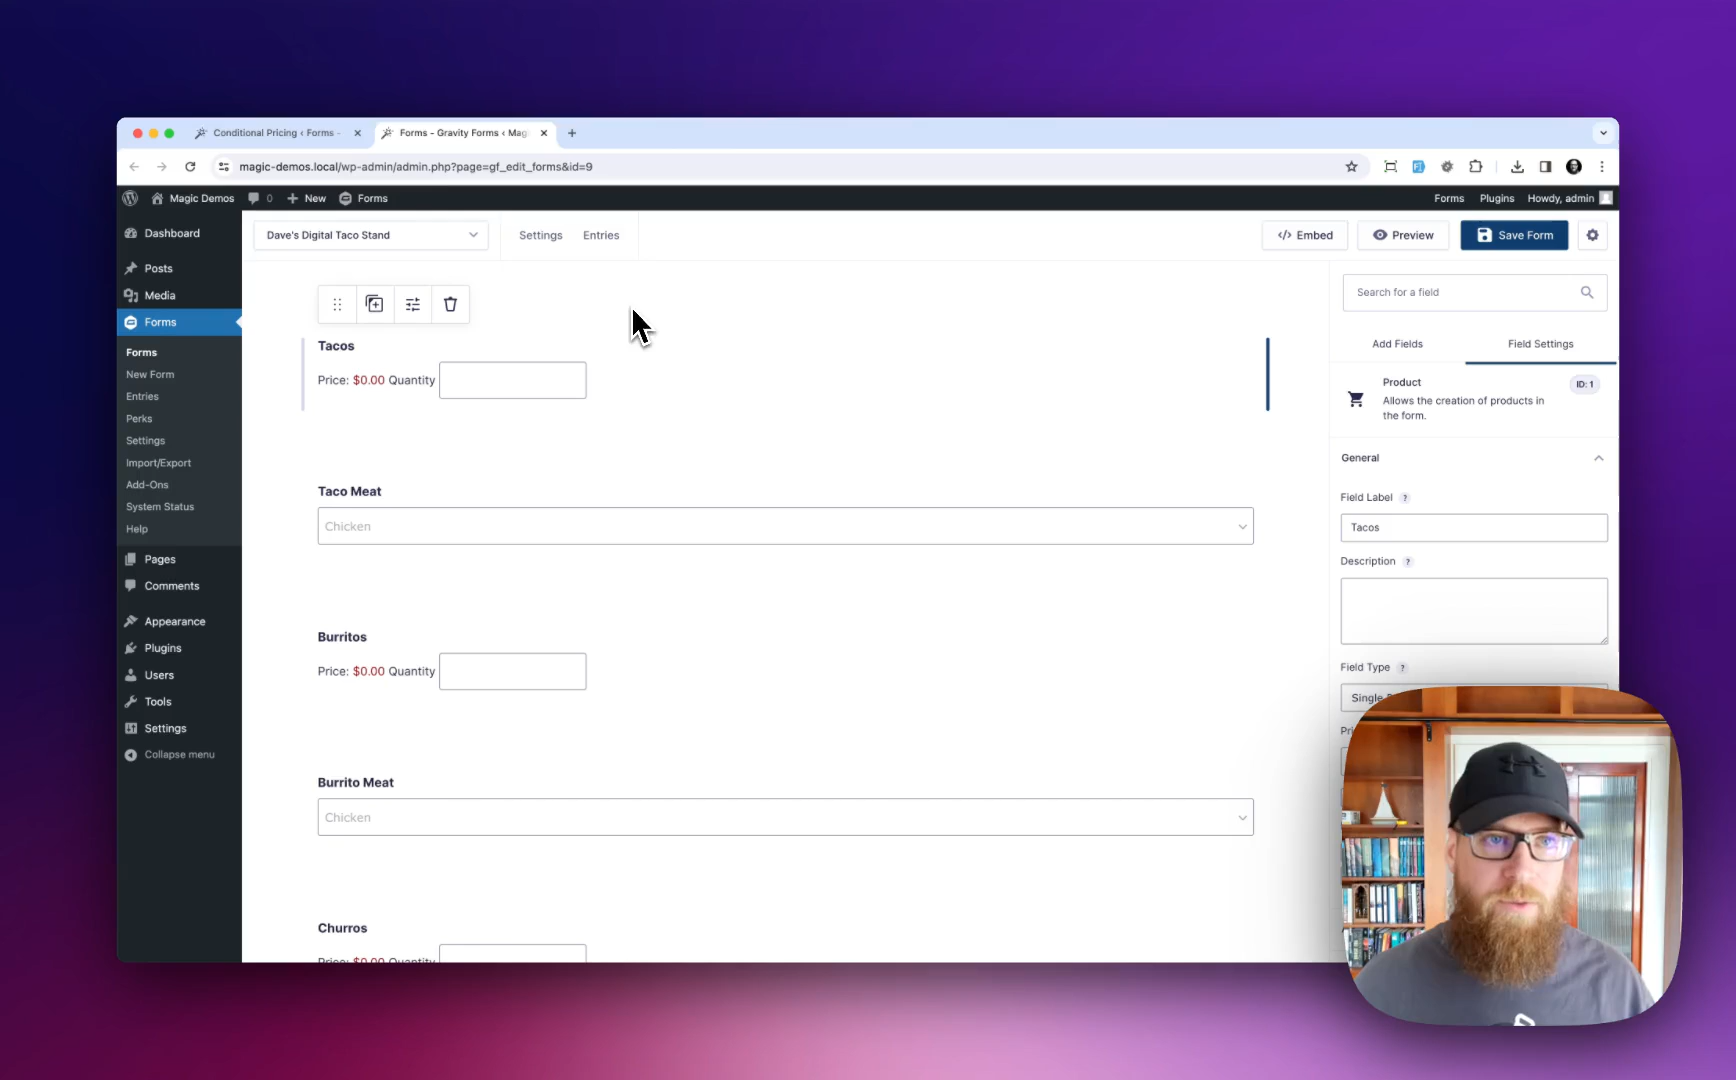 Conditional Pricing ‹ Forms -
Forms - Gravity Forms ‹ Mag
magic-demos.local/wp-admin/admin.php?page=gf_edit_forms&id=9
Magic Demos 0 New Forms
Forms Plugins Howdy, admin
Dave's Digital Taco Stand
Settings Entries
</> Embed Preview Save Form
Dashboard
Posts
Media
Forms
Forms
New Form
Entries
Perks
Settings
Import/Export
Add-Ons
System Status
Help
Pages
Comments
Appearance
Plugins
Users
Tools
Settings
Collapse menu
Tacos
Price: $0.00 Quantity
Taco Meat
Chicken
Burritos
Price: $0.00 Quantity
Burrito Meat
Chicken
Churros
Price: $0.00 Quantity
Search for a field
Add Fields Field Settings
Product ID: 1
Allows the creation of products in
the form.
General
Field Label ?
Tacos
Description ?
Field Type ?
Single